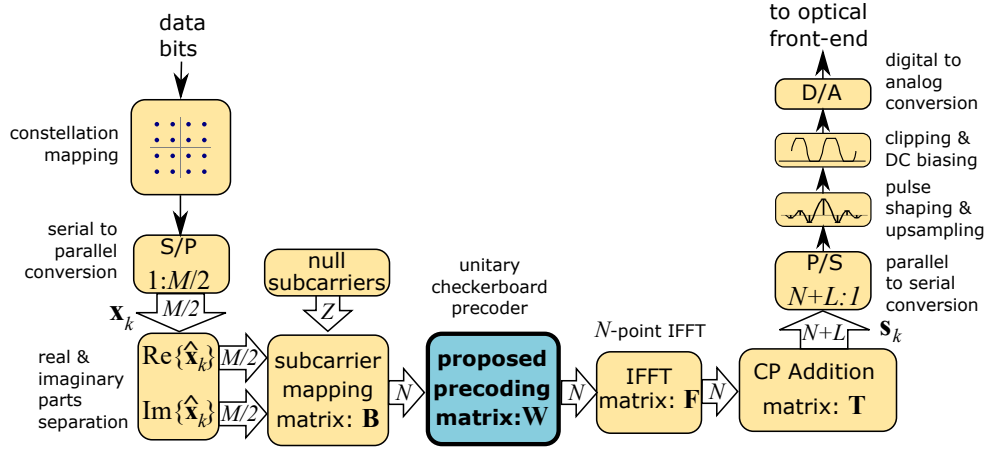 data
bits
constellation
mapping
serial to
parallel
conversion
S/P
1:M/2
x_k
M/2
real &
imaginary
parts
separation
Re{x̂_k}
Im{x̂_k}
M/2
M/2
null
subcarriers
Z
subcarrier
mapping
matrix: B
N
unitary
checkerboard
precoder
proposed
precoding
matrix:W
N
N-point IFFT
IFFT
matrix: F
N
CP Addition
matrix: T
N+L
s_k
P/S
N+L:1
parallel
to serial
conversion
pulse
shaping &
upsampling
clipping &
DC biasing
D/A
digital to
analog
conversion
to optical
front-end